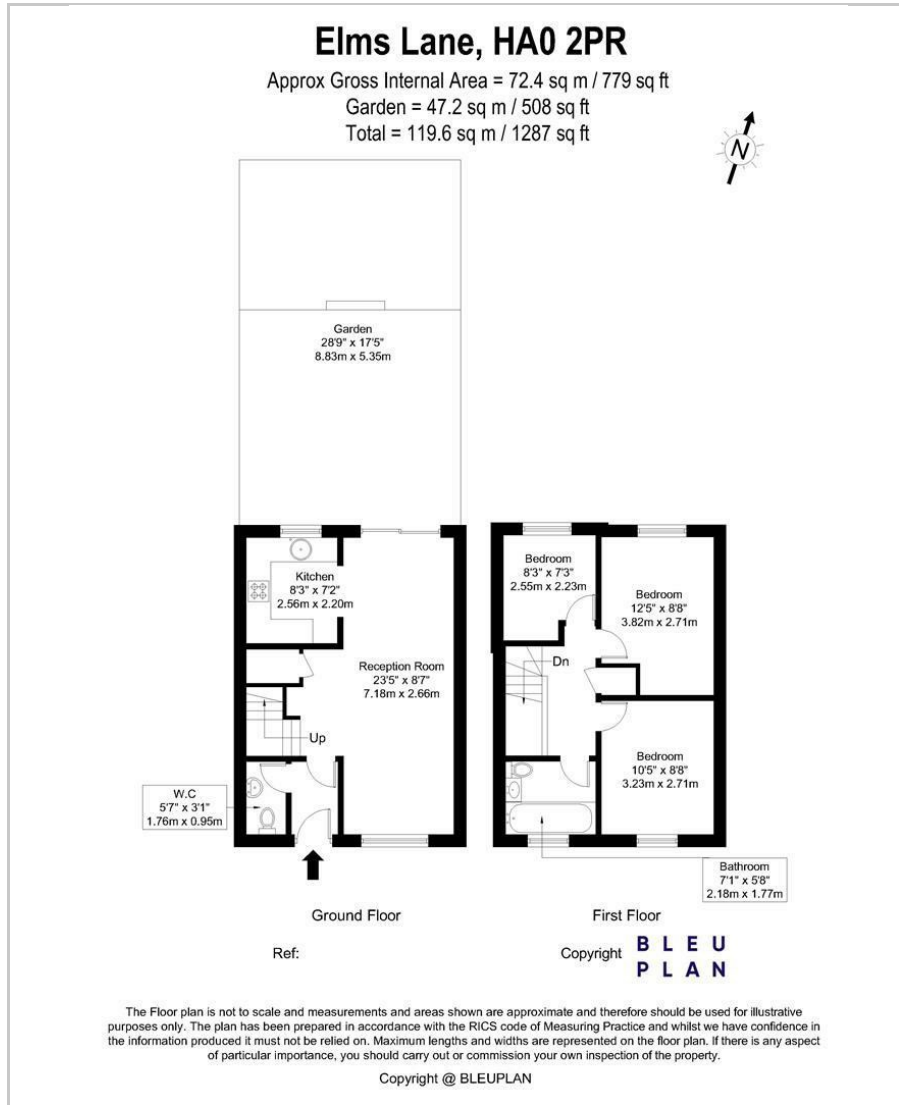 Elms Lane, HA0 2PR
Approx Gross Internal Area = 72.4 sq m / 779 sq ft
Garden = 47.2 sq m / 508 sq ft
Total = 119.6 sq m / 1287 sq ft
N
Garden
28'9" x 17'5"
8.83m x 5.35m
Kitchen
8'3" x 7'2"
2.56m x 2.20m
Reception Room
23'5" x 8'7"
7.18m x 2.66m
Up
W.C
5'7" x 3'1"
1.76m x 0.95m
Ground Floor
Bedroom
8'3" x 7'3"
2.55m x 2.23m
Bedroom
12'5" x 8'8"
3.82m x 2.71m
Dn
Bedroom
10'5" x 8'8"
3.23m x 2.71m
Bathroom
7'1" x 5'8"
2.18m x 1.77m
First Floor
Ref:
Copyright
BLEU
PLAN
The Floor plan is not to scale and measurements and areas shown are approximate and therefore should be used for illustrative
purposes only. The plan has been prepared in accordance with the RICS code of Measuring Practice and whilst we have confidence in
the information produced it must not be relied on. Maximum lengths and widths are represented on the floor plan. If there is any aspect
of particular importance, you should carry out or commission your own inspection of the property.
Copyright @ BLEUPLAN